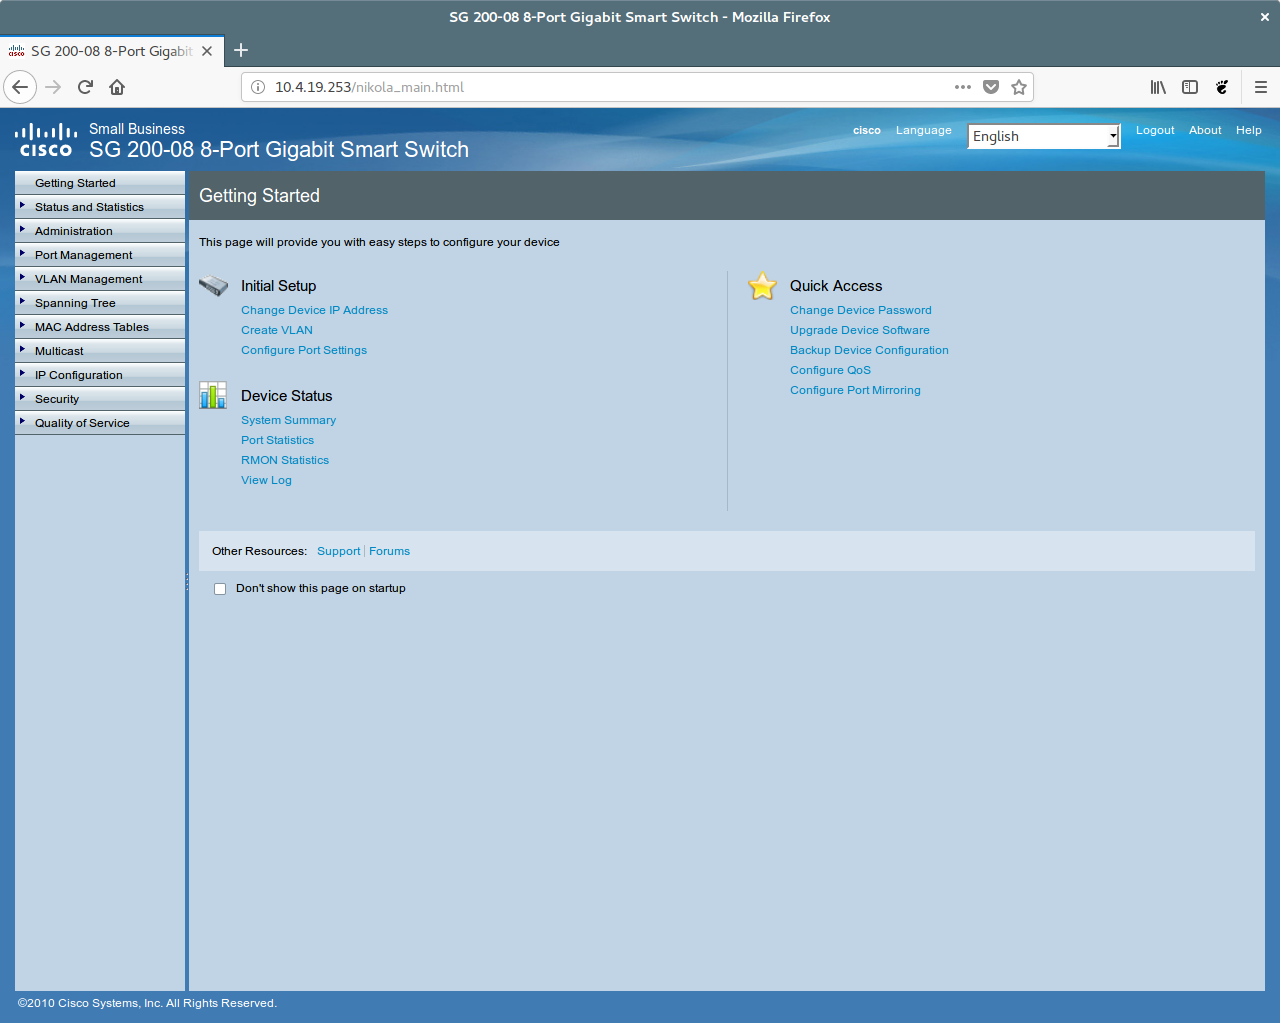 SG 200-08 8-Port Gigabit Smart Switch - Mozilla Firefox
SG 200-08 8-Port Gigabit
10.4.19.253/nikola_main.html
Small Business
cisco Language English Logout About Help
CISCO SG 200-08 8-Port Gigabit Smart Switch
Getting Started
Status and Statistics
Administration
Port Management
VLAN Management
Spanning Tree
MAC Address Tables
Multicast
IP Configuration
Security
Quality of Service
Getting Started
This page will provide you with easy steps to configure your device
Initial Setup
Change Device IP Address
Create VLAN
Configure Port Settings
Device Status
System Summary
Port Statistics
RMON Statistics
View Log
Quick Access
Change Device Password
Upgrade Device Software
Backup Device Configuration
Configure QoS
Configure Port Mirroring
Other Resources: Support | Forums
Don't show this page on startup
©2010 Cisco Systems, Inc. All Rights Reserved.